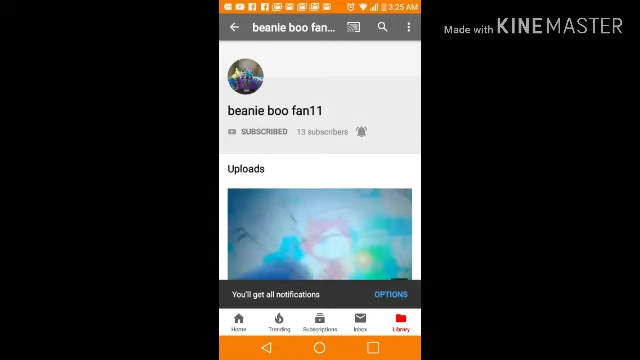 3:25 AM
beanie boo fan...
Made with KINEMASTER
beanie boo fan11
SUBSCRIBED 13 subscribers
Uploads
You'll get all notifications OPTIONS
Home Trending Subscriptions Inbox Library